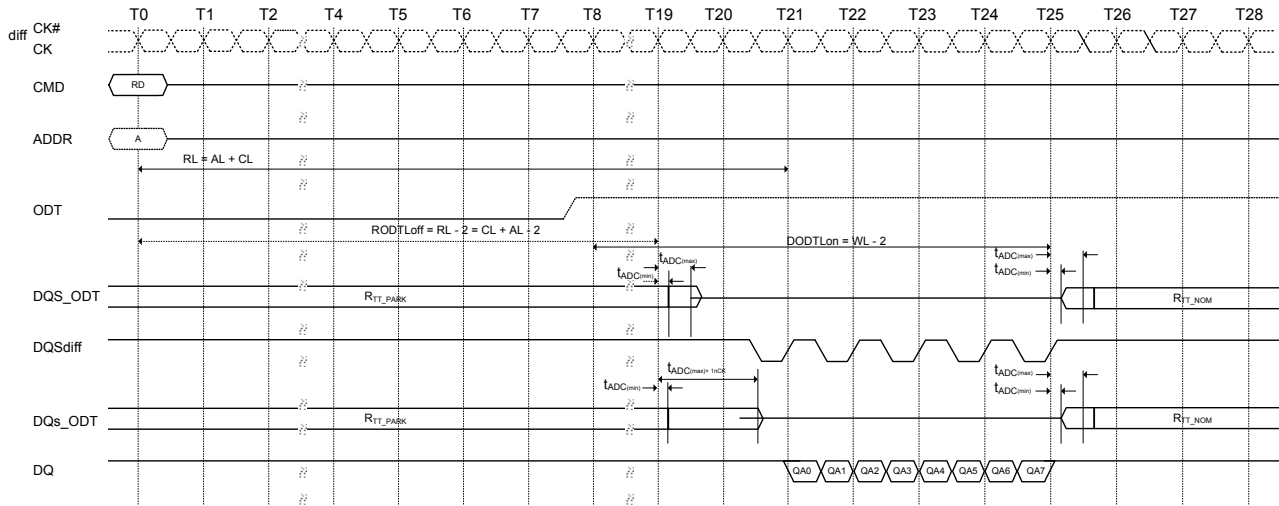 T0 T1 T2 T4 T5 T6 T7 T8 T19 T20 T21 T22 T23 T24 T25 T26 T27 T28
diff CK#
CK
CMD RD
ADDR A
RL = AL + CL
ODT
RODTLoff = RL - 2 = CL + AL - 2 DODTLon = WL - 2
tADC(max) tADC(max)
tADC(min) tADC(min)
DQS_ODT RTT_PARK RTT_NOM
DQSdiff
tADC(max)+ 1nCK tADC(max)
tADC(min) tADC(min)
DQs_ODT RTT_PARK RTT_NOM
DQ QA0 QA1 QA2 QA3 QA4 QA5 QA6 QA7